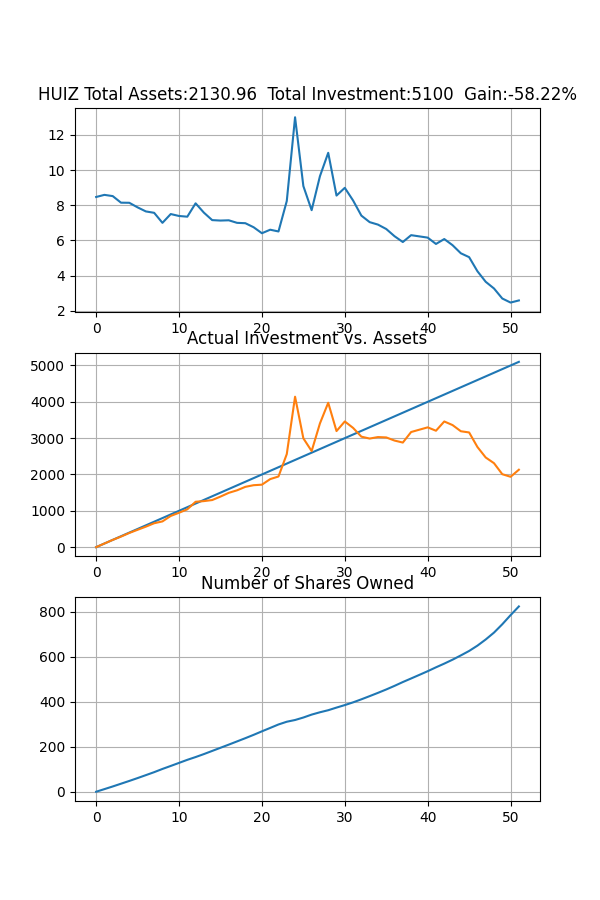 HUIZ Total Assets:2130.96  Total Investment:5100  Gain:-58.22%
12
10
8
6
4
2
0 10 20 30 40 50
Actual Investment vs. Assets
5000
4000
3000
2000
1000
0
0 10 20 30 40 50
Number of Shares Owned
800
600
400
200
0
0 10 20 30 40 50